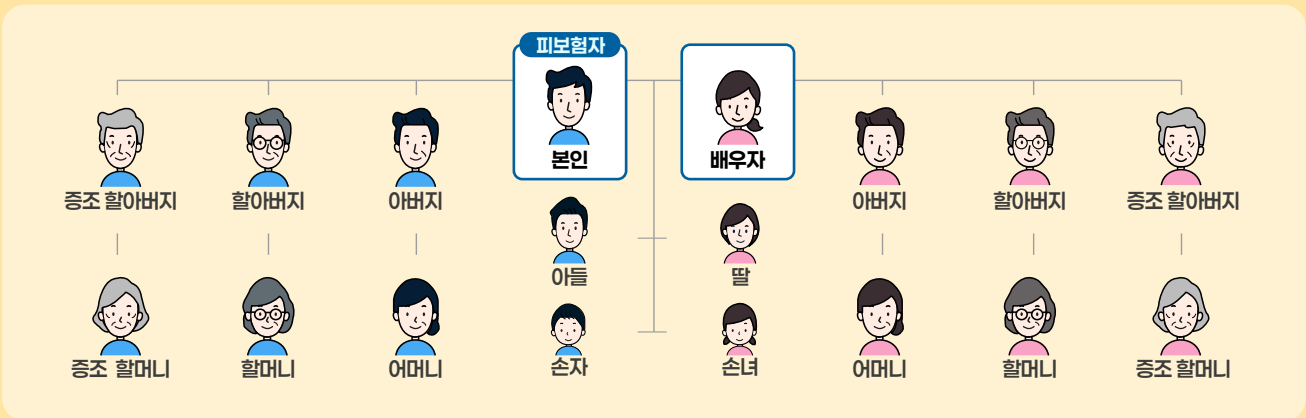 피보험자
본인
배우자
증조 할아버지
할아버지
아버지
아버지
할아버지
증조 할아버지
아들
딸
증조 할머니
할머니
어머니
손자
손녀
어머니
할머니
증조 할머니